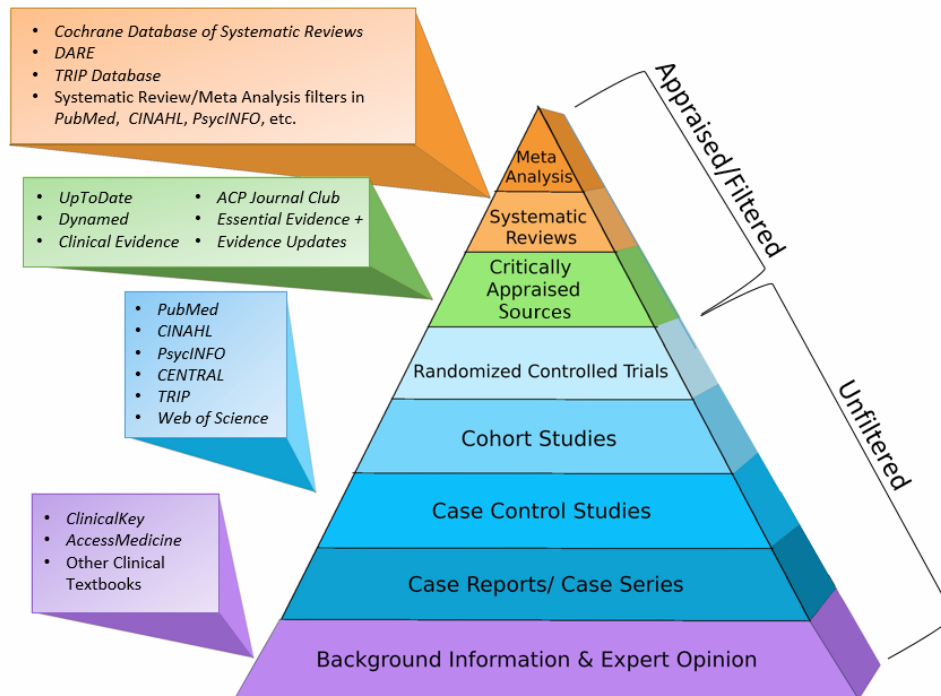 • Cochrane Database of Systematic Reviews
• DARE
• TRIP Database
• Systematic Review/Meta Analysis filters in
PubMed, CINAHL, PsycINFO, etc.
• UpToDate
• Dynamed
• Clinical Evidence
• ACP Journal Club
• Essential Evidence +
• Evidence Updates
• PubMed
• CINAHL
• PsycINFO
• CENTRAL
• TRIP
• Web of Science
• ClinicalKey
• AccessMedicine
• Other Clinical
Textbooks
Meta
Analysis
Systematic
Reviews
Critically
Appraised
Sources
Randomized Controlled Trials
Cohort Studies
Case Control Studies
Case Reports/ Case Series
Background Information & Expert Opinion
Appraised/Filtered
Unfiltered